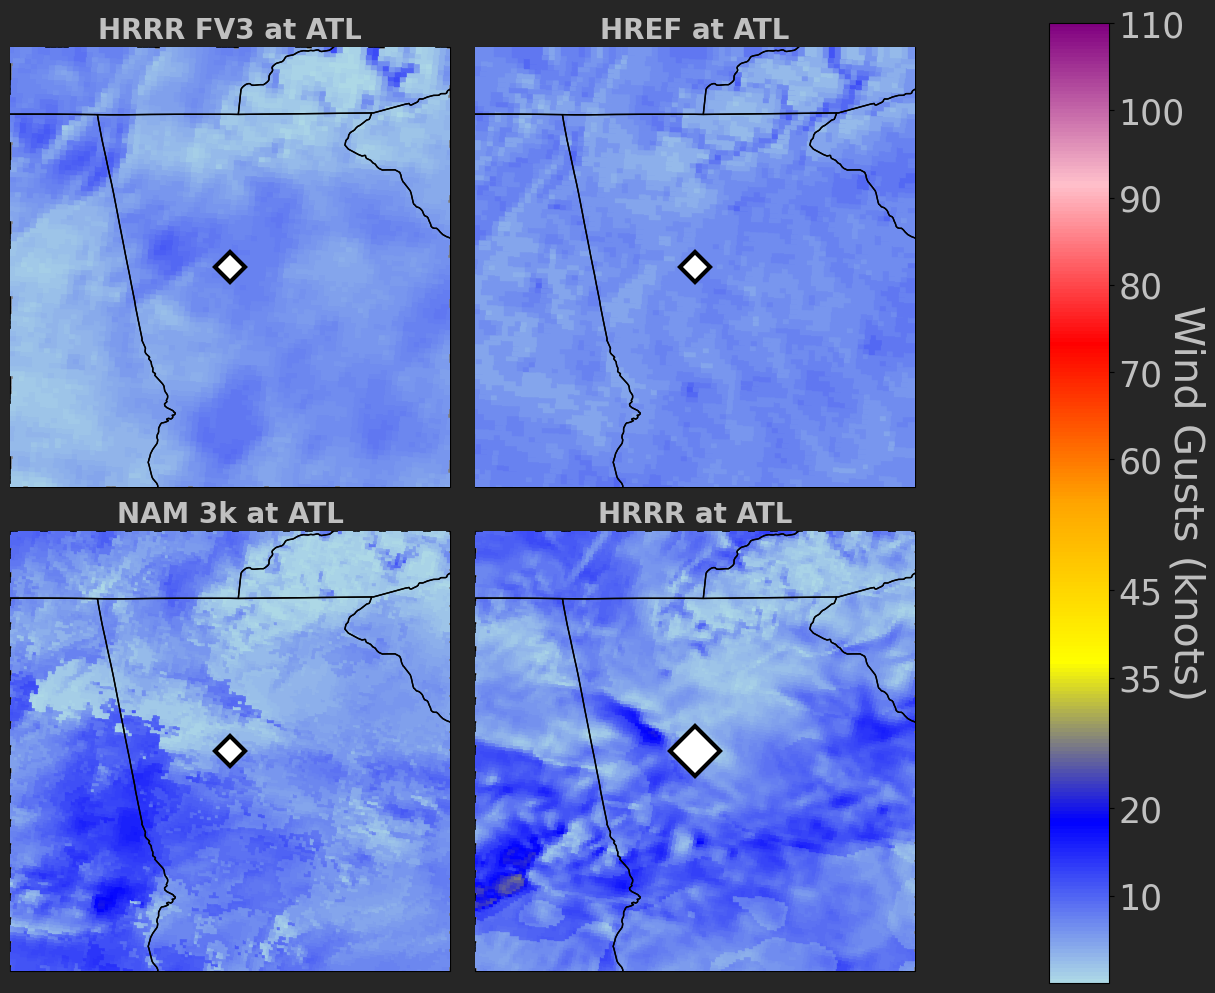 HRRR FV3 at ATL
HREF at ATL
NAM 3k at ATL
HRRR at ATL
110
100
90
80
70
60
45
35
20
10
Wind Gusts (knots)